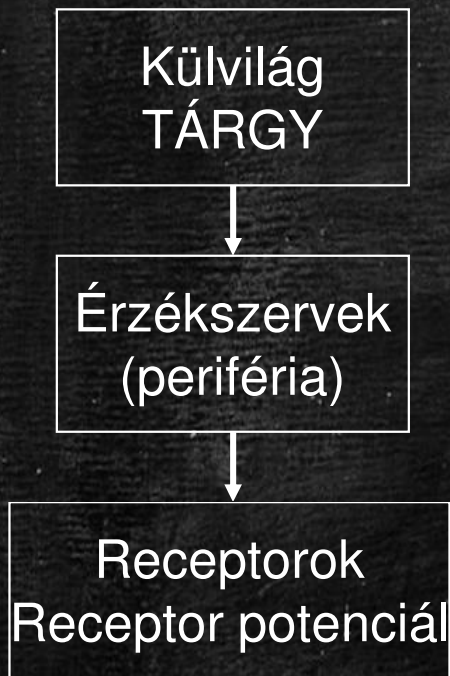 Külvilág
TÁRGY
Érzékszervek
(periféria)
Receptorok
Receptor potenciál